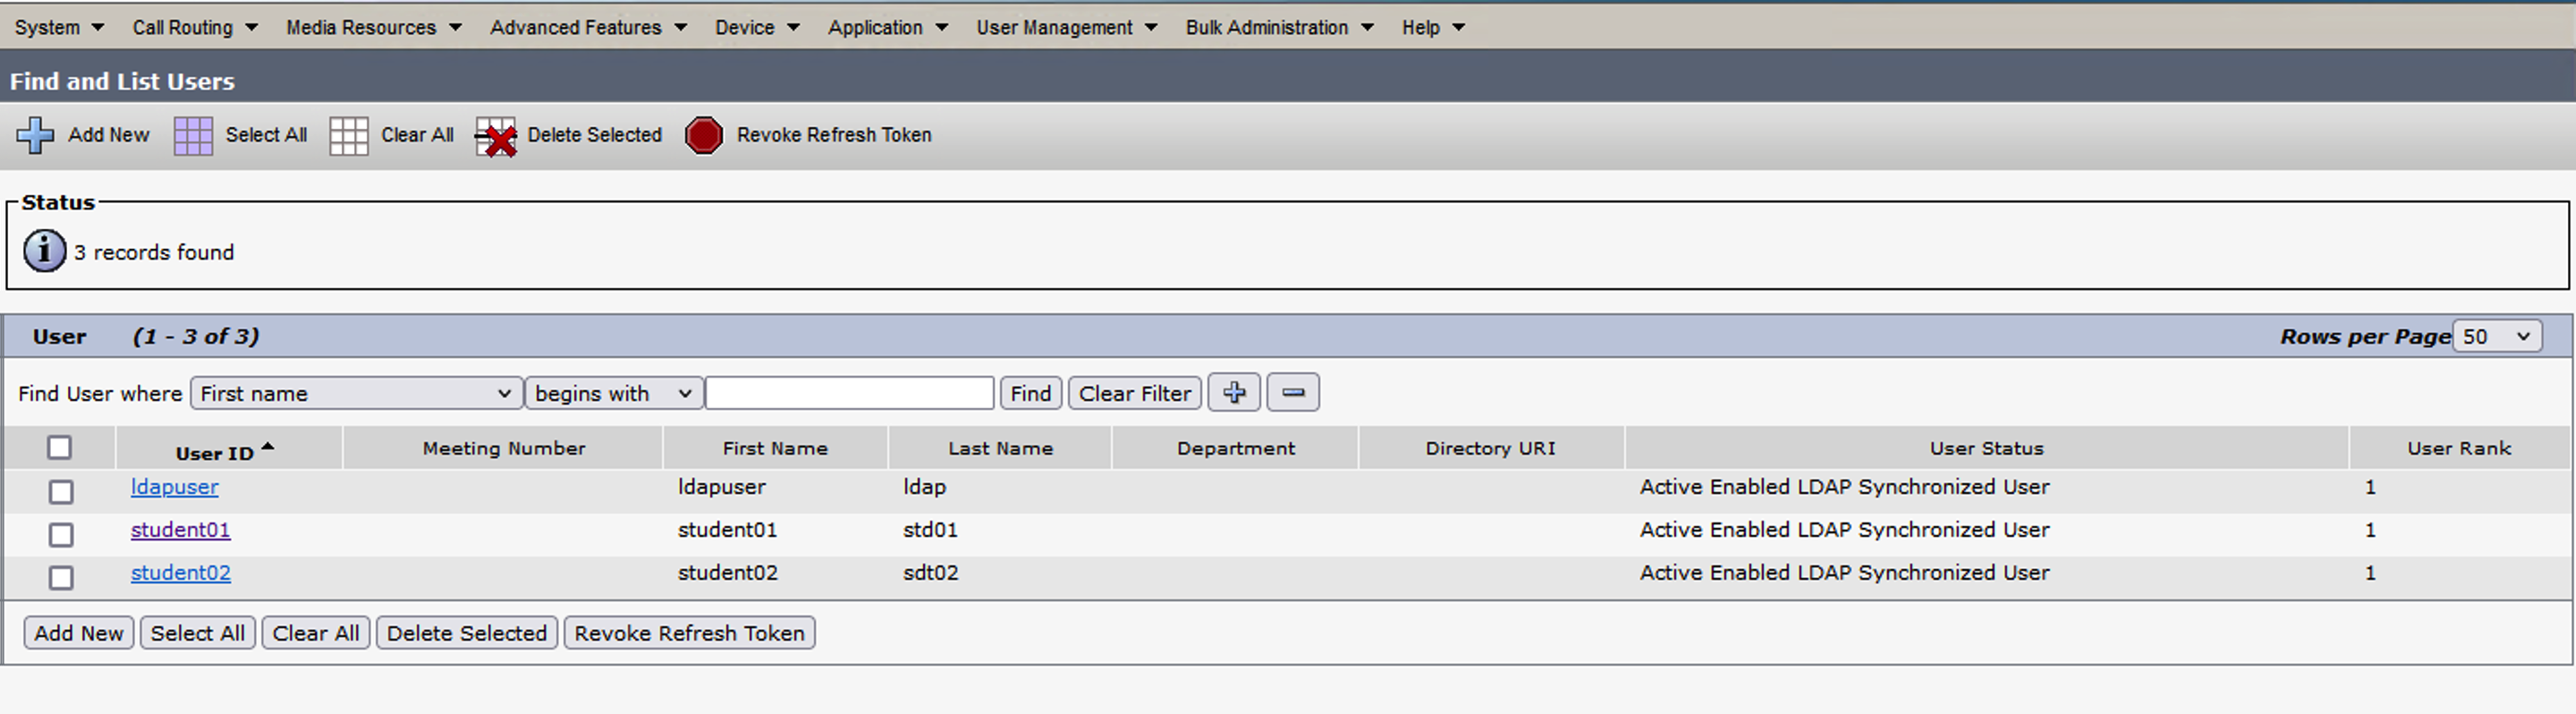 System Call Routing Media Resources Advanced Features Device Application User Management Bulk Administration Help
Find and List Users
Add New Select All Clear All Delete Selected Revoke Refresh Token
Status
3 records found
User (1 - 3 of 3) Rows per Page 50
Find User where First name begins with Find Clear Filter
User ID Meeting Number First Name Last Name Department Directory URI User Status User Rank
ldapuser ldapuser ldap Active Enabled LDAP Synchronized User 1
student01 student01 std01 Active Enabled LDAP Synchronized User 1
student02 student02 sdt02 Active Enabled LDAP Synchronized User 1
Add New Select All Clear All Delete Selected Revoke Refresh Token